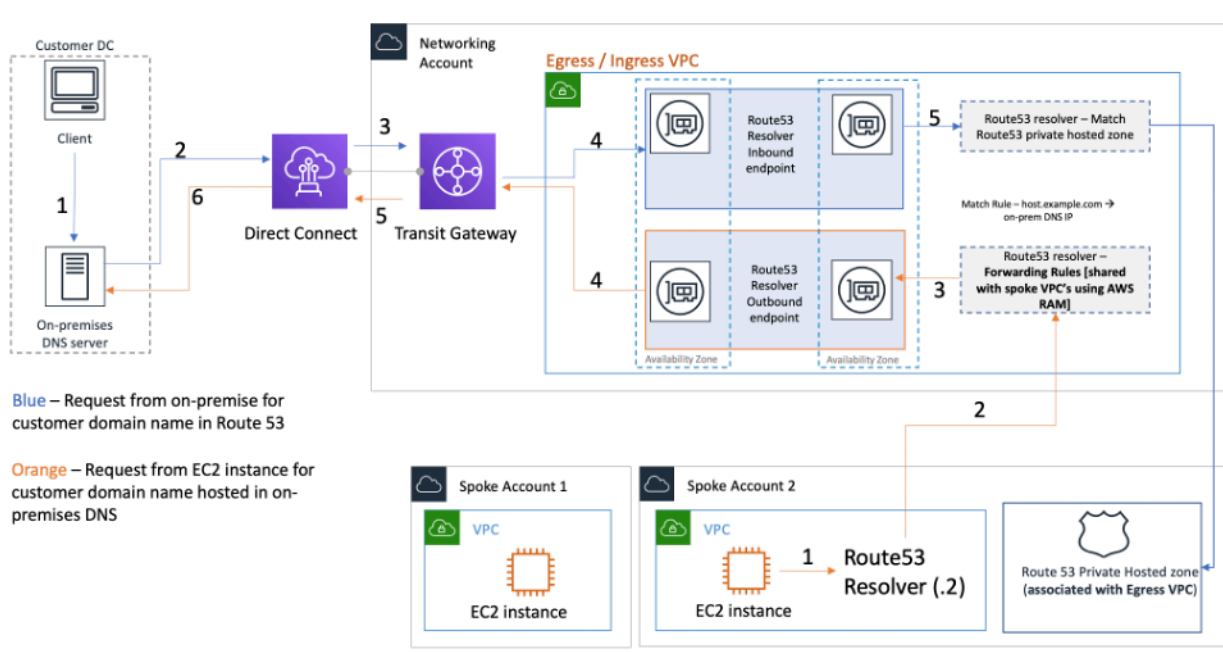 Customer DC
Client
1
2
6
On-premises
DNS server
Direct Connect
3
5
Transit Gateway
Networking
Account
Egress / Ingress VPC
4
Route53
Resolver
Inbound
endpoint
5
Route53 resolver – Match
Route53 private hosted zone
Match Rule – host.example.com →
on-prem DNS IP
4
Route53
Resolver
Outbound
endpoint
3
Route53 resolver –
Forwarding Rules [shared
with spoke VPC's using AWS
RAM]
Availability Zone
Availability Zone
2
Blue – Request from on-premise for
customer domain name in Route 53
Orange – Request from EC2 instance for
customer domain name hosted in on-
premises DNS
Spoke Account 1
VPC
EC2 instance
Spoke Account 2
VPC
EC2 instance
1
Route53
Resolver (.2)
Route 53 Private Hosted zone
(associated with Egress VPC)